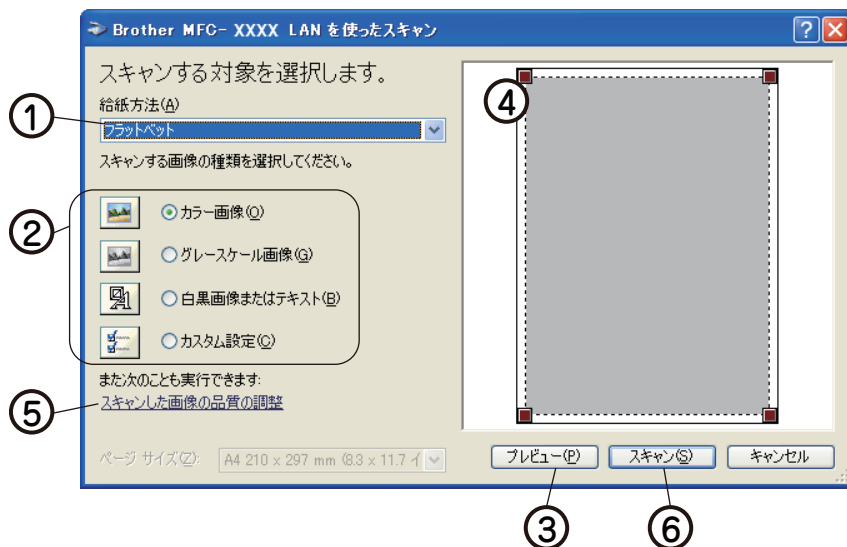 Brother MFC- XXXX LAN を使ったスキャン
スキャンする対象を選択します。
給紙方法(A)
①
フラットベット
スキャンする画像の種類を選択してください。
②
カラー画像(O)
グレースケール画像(G)
白黒画像またはテキスト(B)
カスタム設定(C)
また次のことも実行できます:
⑤
スキャンした画像の品質の調整
ページ サイズ(Z):
A4 210 x 297 mm (8.3 x 11.7 イ
④
プレビュー(P)
スキャン(S)
キャンセル
③
⑥